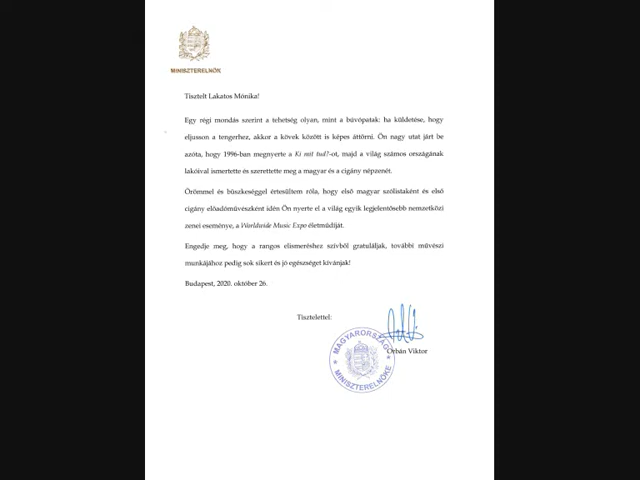 MINISZTERELNÖK
Tisztelt Lakatos Mónika!
Egy régi mondás szerint a tehetség olyan, mint a búvópatak: ha küldetése, hogy
eljusson a tengerhez, akkor a kövek között is képes áttörni. Ön nagy utat járt be
azóta, hogy 1996-ban megnyerte a Ki mit tud?-ot, majd a világ számos országának
lakóival ismertette és szerettette meg a magyar és a cigány népzenét.
Örömmel és büszkeséggel értesültem róla, hogy első magyar szólistaként és első
cigány előadóművészként idén Ön nyerte el a világ egyik legjelentősebb nemzetközi
zenei eseménye, a Worldwide Music Expo életműdíját.
Engedje meg, hogy a rangos elismeréshez szívből gratuláljak, további művészi
munkájához pedig sok sikert és jó egészséget kívánjak!
Budapest, 2020. október 26.
Tisztelettel:
Orbán Viktor
MAGYARORSZÁG
MINISZTERELNÖKE